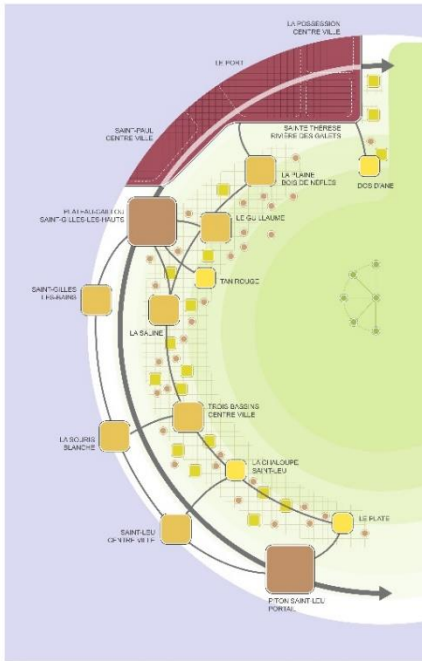 LA POSSESSION
CENTRE VILLE
LE PORT
SAINT-PAUL
CENTRE VILLE
SAINTE THÉRÈSE
RIVIÈRE DES GALETS
LA PLAINE
BOIS DE NÈFLES
DOS D'ANE
PLATEAU-CAILLOU
SAINT-GILLES-LES-HAUTS
LE GUILLAUME
TAN ROUGE
SAINT-GILLES
LES-BAINS
LA SALINE
TROIS BASSINS
CENTRE VILLE
LA SOURIS
BLANCHE
LA CHALOUPE
SAINT-LEU
SAINT-LEU
CENTRE VILLE
LE PLATE
PITON SAINT-LEU
PORTAIL